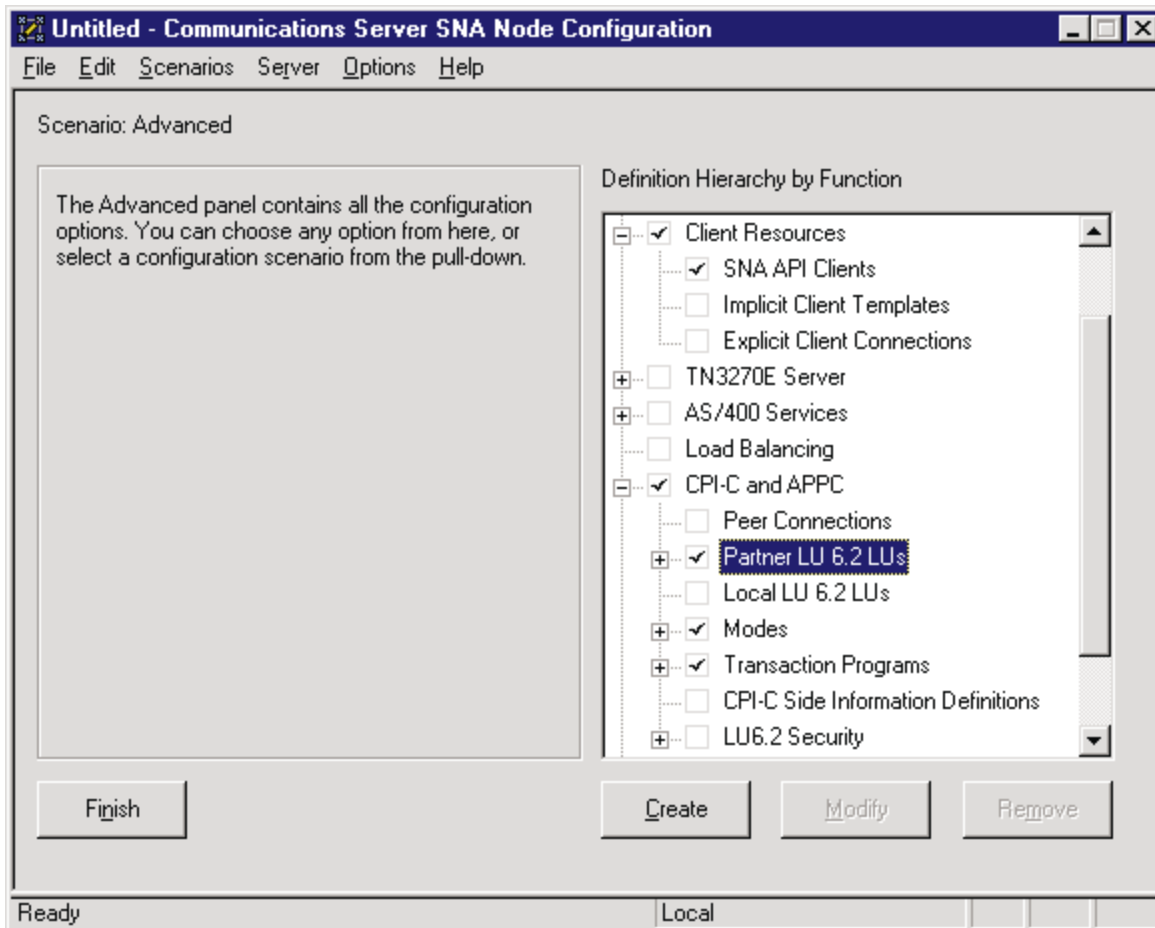 Untitled - Communications Server SNA Node Configuration
File Edit Scenarios Server Options Help
Scenario: Advanced
The Advanced panel contains all the configuration
options. You can choose any option from here, or
select a configuration scenario from the pull-down.
Definition Hierarchy by Function
Client Resources
SNA API Clients
Implicit Client Templates
Explicit Client Connections
TN3270E Server
AS/400 Services
Load Balancing
CPI-C and APPC
Peer Connections
Partner LU 6.2 LUs
Local LU 6.2 LUs
Modes
Transaction Programs
CPI-C Side Information Definitions
LU6.2 Security
Finish Create Modify Remove
Ready Local